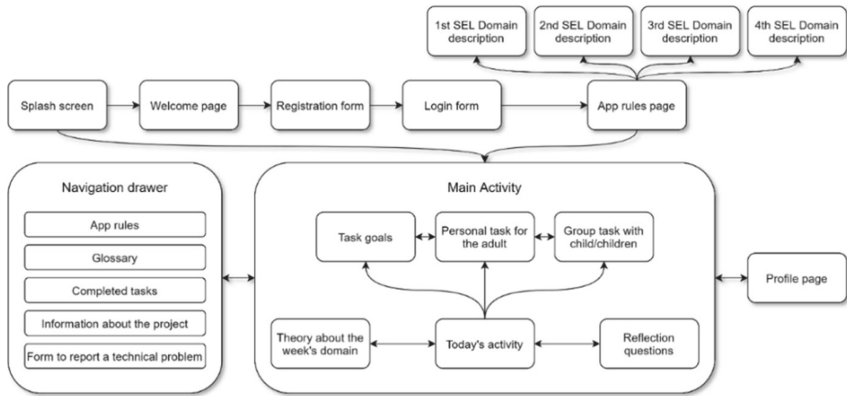 1st SEL Domain
description
2nd SEL Domain
description
3rd SEL Domain
description
4th SEL Domain
description
Splash screen
Welcome page
Registration form
Login form
App rules page
Navigation drawer
App rules
Glossary
Completed tasks
Information about the project
Form to report a technical problem
Main Activity
Task goals
Personal task for
the adult
Group task with
child/children
Theory about the
week's domain
Today's activity
Reflection
questions
Profile page